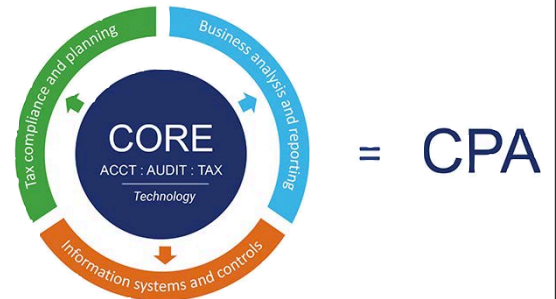 Tax compliance and planning
Business analysis and reporting
CORE
ACCT : AUDIT : TAX
Technology
Information systems and controls
= CPA